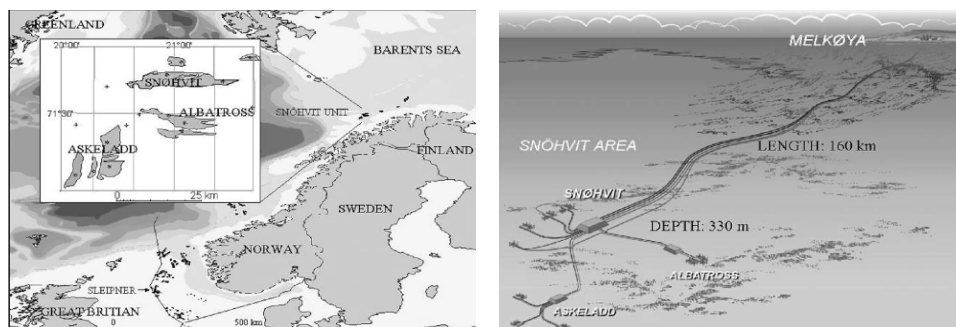 GREENLAND
20°00'
21°00'
BARENTS SEA
SNØHVIT
71°30'
ALBATROSS
SNÖHVIT UNIT
ASKELADD
FINLAND
0
25 km
SWEDEN
NORWAY
SLEIPNER
GREAT BRITIAN
0
500 km
MELKØYA
LENGTH: 160 km
SNÖHVIT AREA
SNØHVIT
DEPTH: 330 m
ALBATROSS
ASKELADD